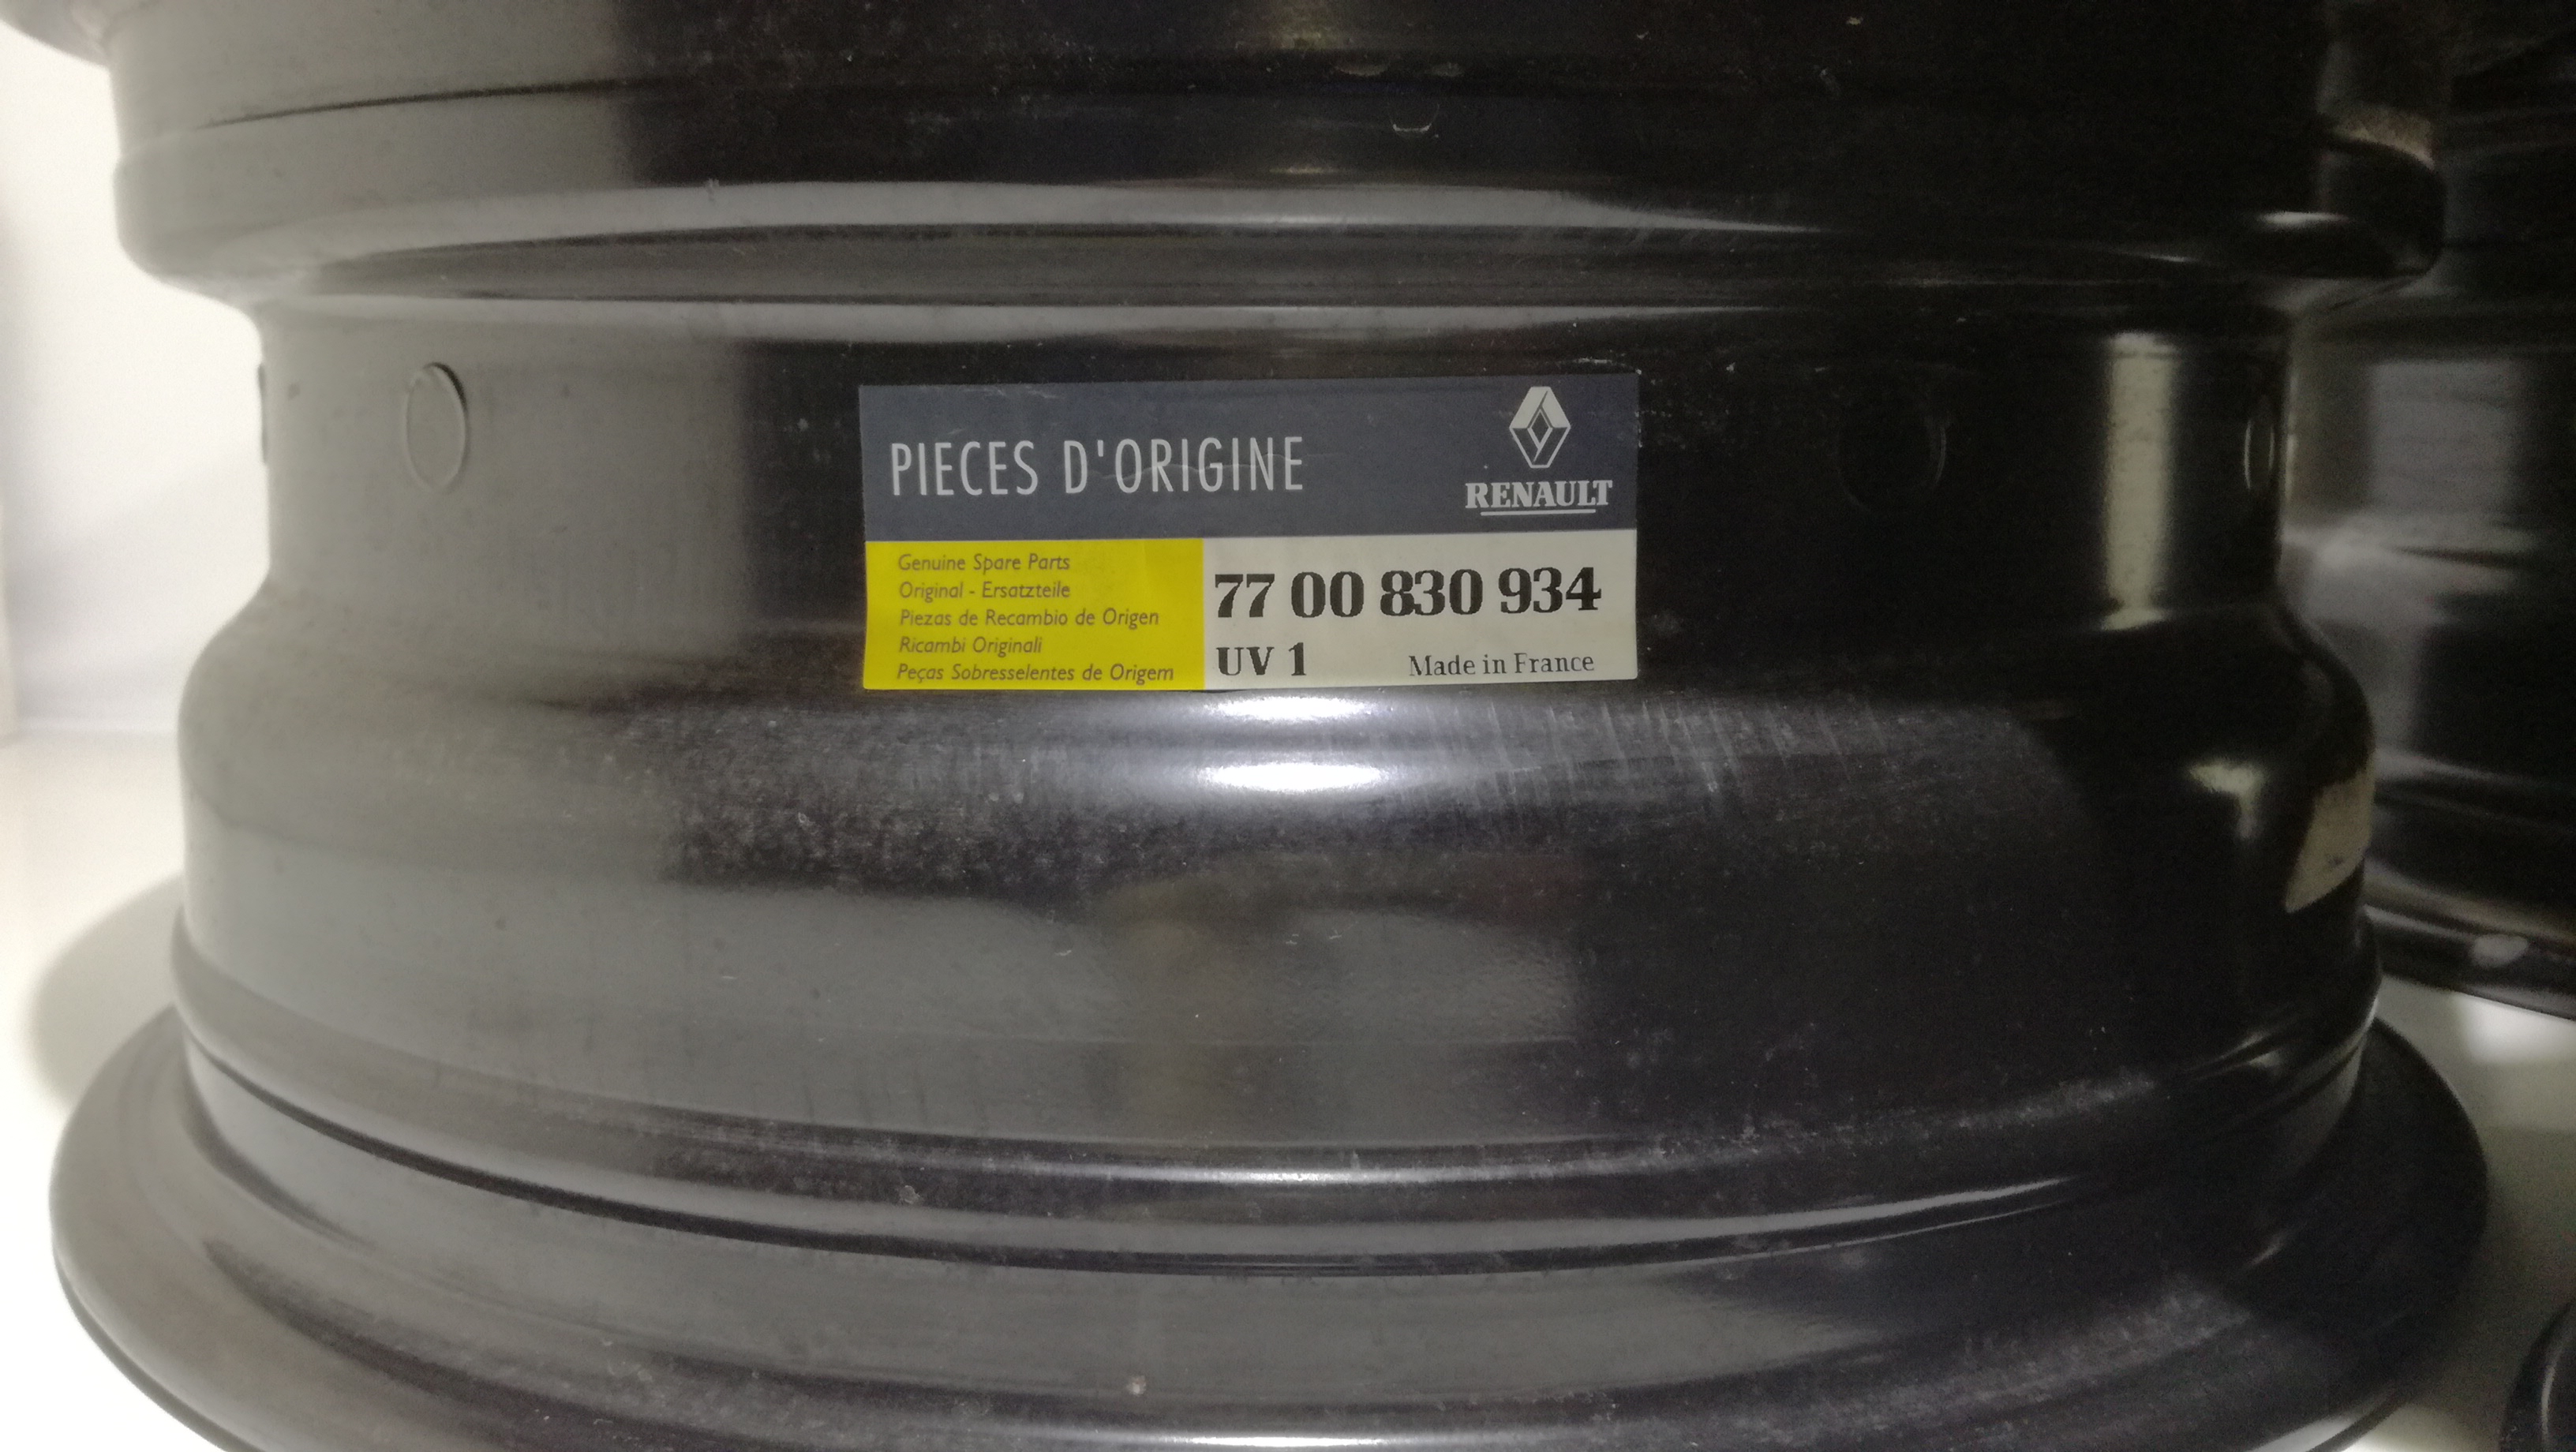 PIECES D'ORIGINE
RENAULT
Genuine Spare Parts
Original - Ersatzteile
Piezas de Recambio de Origen
Ricambi Originali
Peças Sobresselentes de Origem
77 00 830 934
UV 1 Made in France